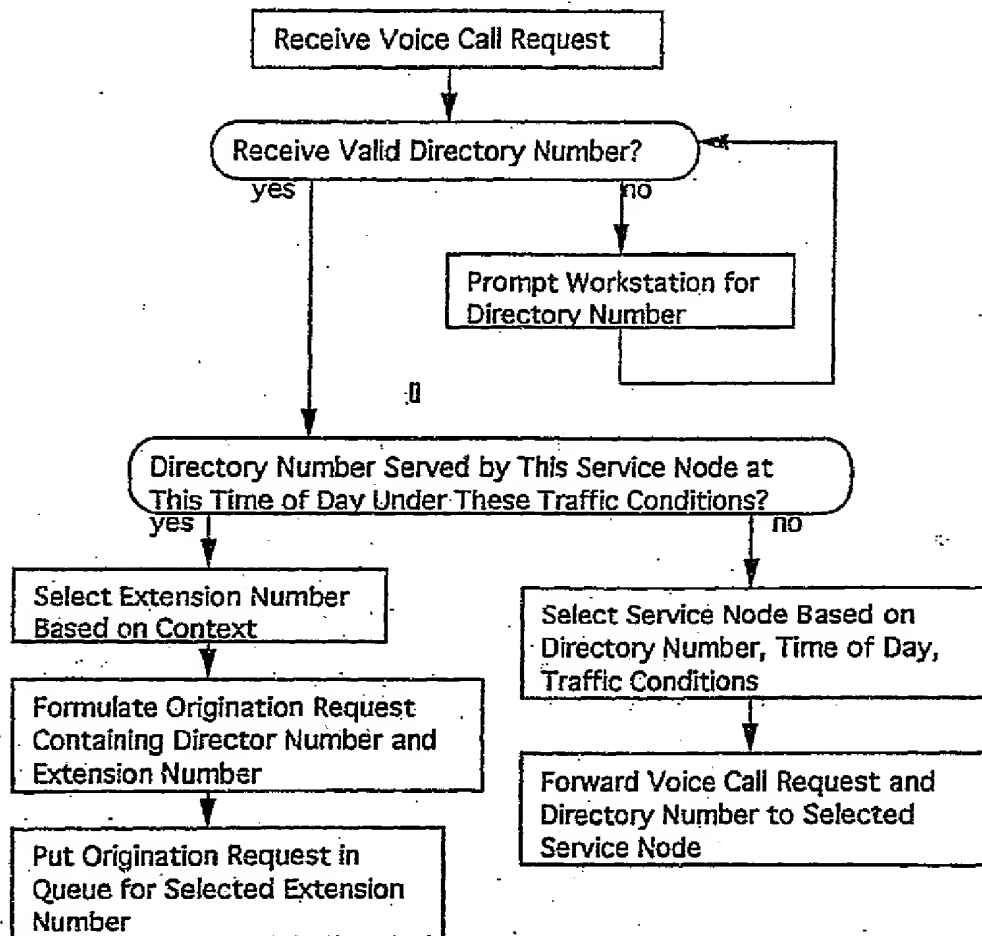 Receive Voice Call Request
Receive Valid Directory Number?
yes
no
Prompt Workstation for
Directory Number
Directory Number Served by This Service Node at
This Time of Day Under These Traffic Conditions?
yes
no
Select Extension Number
Based on Context
Select Service Node Based on
Directory Number, Time of Day,
Traffic Conditions
Formulate Origination Request
Containing Director Number and
Extension Number
Forward Voice Call Request and
Directory Number to Selected
Service Node
Put Origination Request in
Queue for Selected Extension
Number